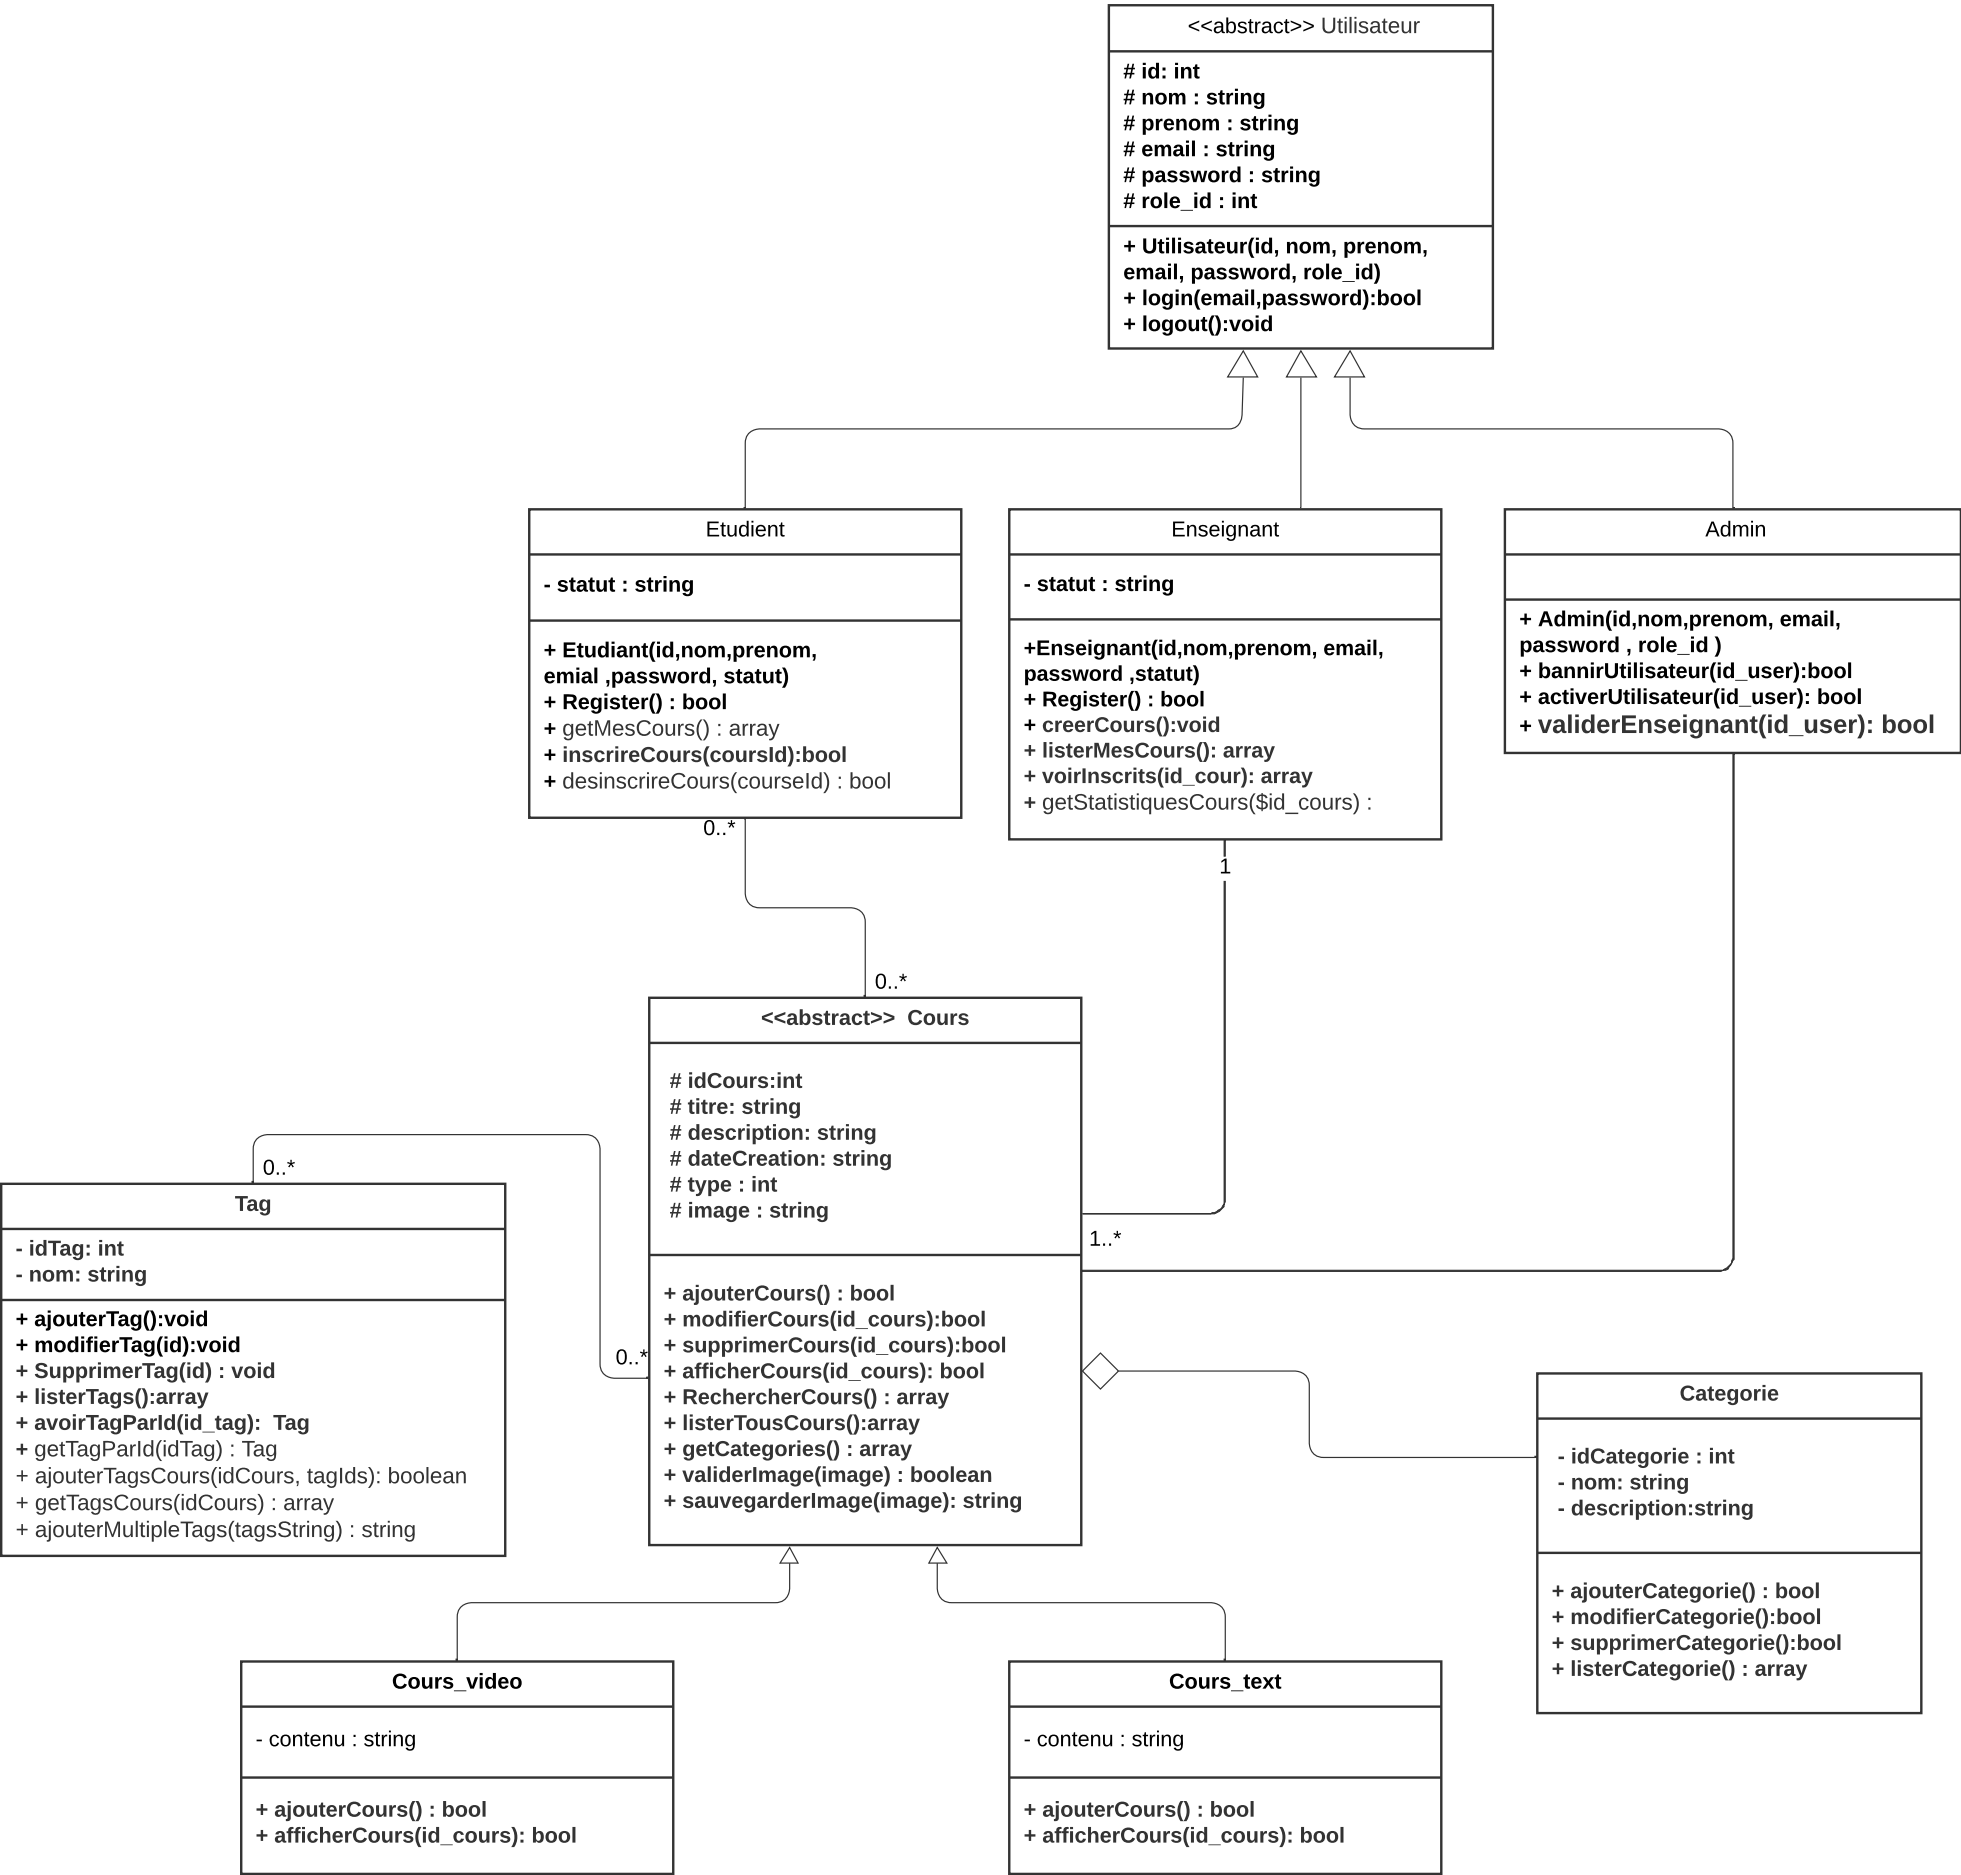 <<abstract>> Utilisateur
# id: int
# nom : string
# prenom : string
# email : string
# password : string
# role_id : int
+ Utilisateur(id, nom, prenom,
email, password, role_id)
+ login(email,password):bool
+ logout():void
Etudient
- statut : string
+ Etudiant(id,nom,prenom,
emial ,password, statut)
+ Register() : bool
+ getMesCours() : array
+ inscrireCours(coursId):bool
+ desinscrireCours(courseId) : bool
0..*
Enseignant
- statut : string
+Enseignant(id,nom,prenom, email,
password ,statut)
+ Register() : bool
+ creerCours():void
+ listerMesCours(): array
+ voirInscrits(id_cour): array
+ getStatistiquesCours($id_cours) :
1
Admin
+ Admin(id,nom,prenom, email,
password , role_id )
+ bannirUtilisateur(id_user):bool
+ activerUtilisateur(id_user): bool
+ validerEnseignant(id_user): bool
0..*
<<abstract>>  Cours
# idCours:int
# titre: string
# description: string
# dateCreation: string
# type : int
# image : string
1..*
+ ajouterCours() : bool
+ modifierCours(id_cours):bool
+ supprimerCours(id_cours):bool
+ afficherCours(id_cours): bool
+ RechercherCours() : array
+ listerTousCours():array
+ getCategories() : array
+ validerImage(image) : boolean
+ sauvegarderImage(image): string
0..*
0..*
Tag
- idTag: int
- nom: string
+ ajouterTag():void
+ modifierTag(id):void
+ SupprimerTag(id) : void
+ listerTags():array
+ avoirTagParId(id_tag):  Tag
+ getTagParId(idTag) : Tag
+ ajouterTagsCours(idCours, tagIds): boolean
+ getTagsCours(idCours) : array
+ ajouterMultipleTags(tagsString) : string
Categorie
- idCategorie : int
- nom: string
- description:string
+ ajouterCategorie() : bool
+ modifierCategorie():bool
+ supprimerCategorie():bool
+ listerCategorie() : array
Cours_video
- contenu : string
+ ajouterCours() : bool
+ afficherCours(id_cours): bool
Cours_text
- contenu : string
+ ajouterCours() : bool
+ afficherCours(id_cours): bool